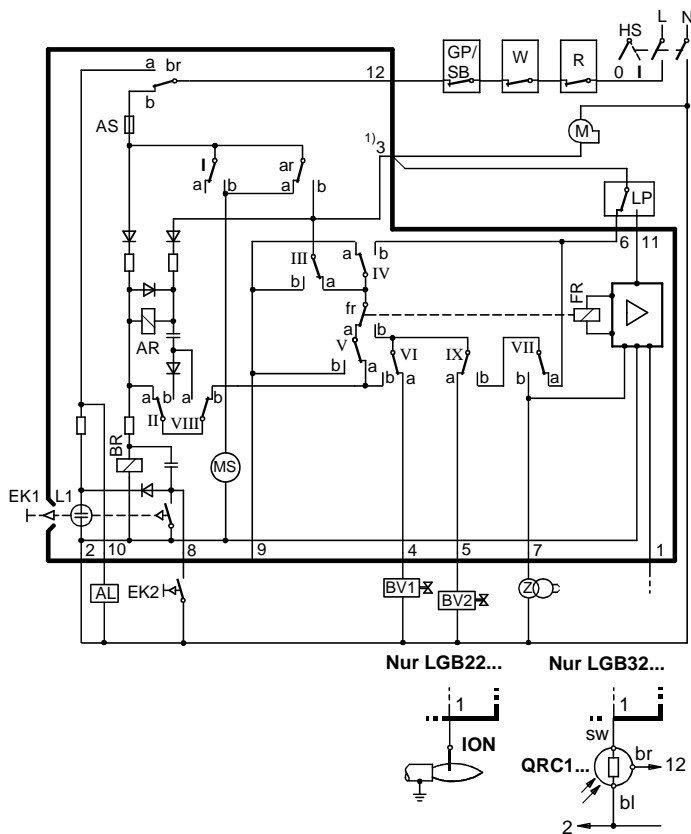 HS
L
N
GP/
SB
W
R
0
I
a
br
12
b
AS
M
1)
3
I
ar
a
b
a
b
LP
6
11
III
a
b
IV
b
a
fr
FR
AR
a
b
V
VI
IX
VII
b
a
b
a
a
b
b
a
a
b
a
b
II
VIII
BR
MS
EK1
L1
2
10
8
9
4
5
7
1
AL
EK2
BV1
BV2
Z
Nur LGB22...
Nur LGB32...
1
1
sw
ION
br
12
QRC1...
bl
2